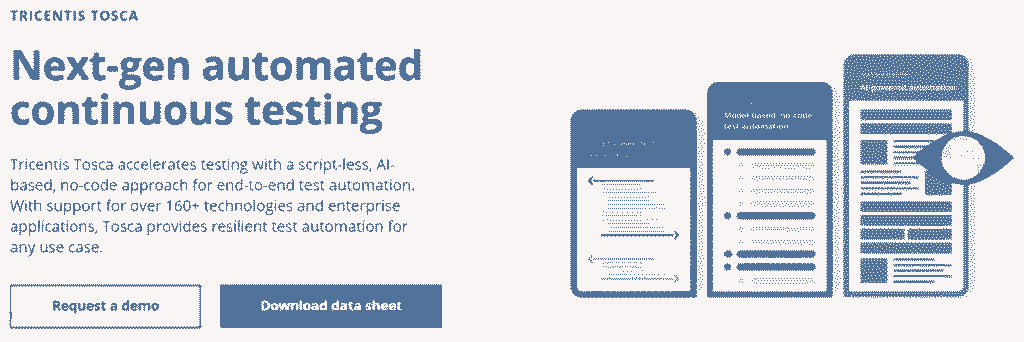 TRICENTIS TOSCA
Next-gen automated
continuous testing
Tricentis Tosca accelerates testing with a script-less, AI-
based, no-code approach for end-to-end test automation.
With support for over 160+ technologies and enterprise
applications, Tosca provides resilient test automation for
any use case.
Request a demo
Download data sheet
Model-based no-code
test automation
AI-powered automation